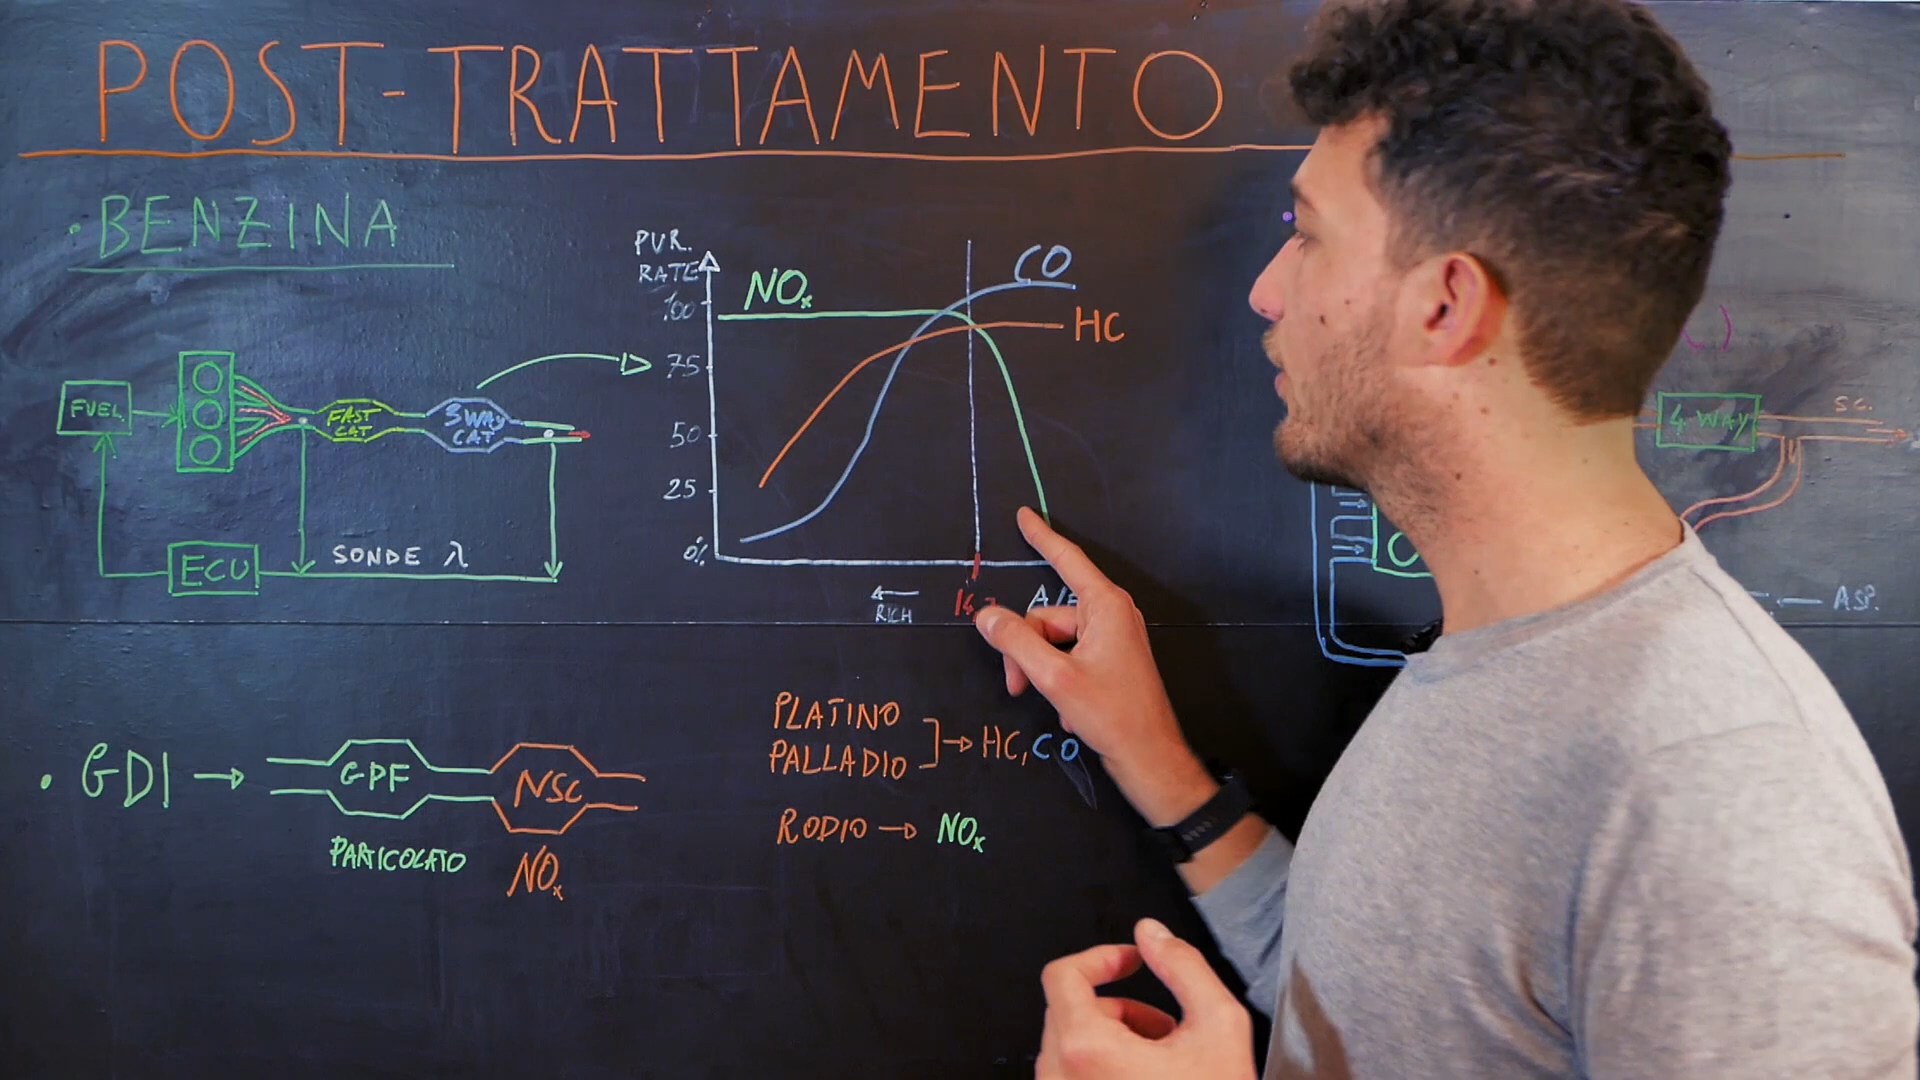 POST-TRATTAMENTO
• BENZINA
PUR.
RATE
100
75
50
25
0%
NOx
CO
HC
← RICH
FUEL
FAST
CAT
3 WAY
CAT
ECU
SONDE λ
4 WAY
SC.
ASP.
• GDI →
GPF
NSC
PARTICOLATO
NOx
PLATINO
PALLADIO
→ HC, CO
RODIO → NOx